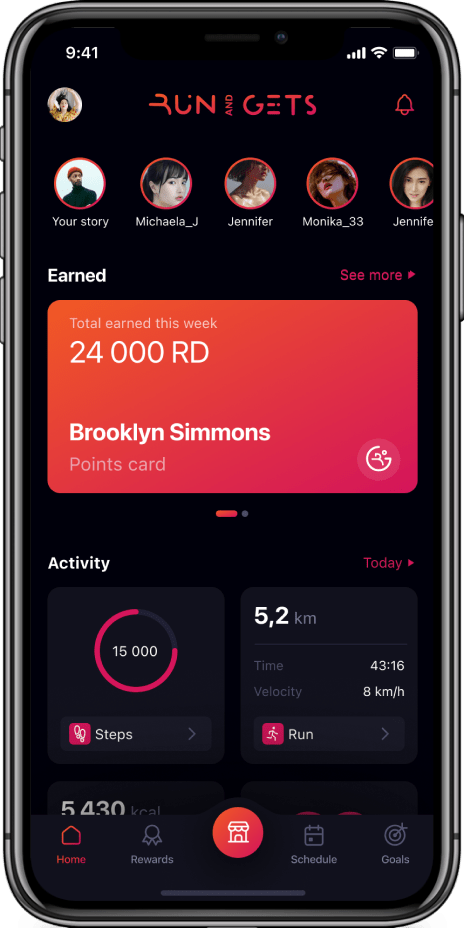 9:41
RUN AND GETS
Your story
Michaela_J
Jennifer
Monika_33
Jennife
Earned
See more
Total earned this week
24 000 RD
Brooklyn Simmons
Points card
Activity
Today
15 000
Steps
5,2 km
Time 43:16
Velocity 8 km/h
Run
5 430 kcal
Home
Rewards
Schedule
Goals